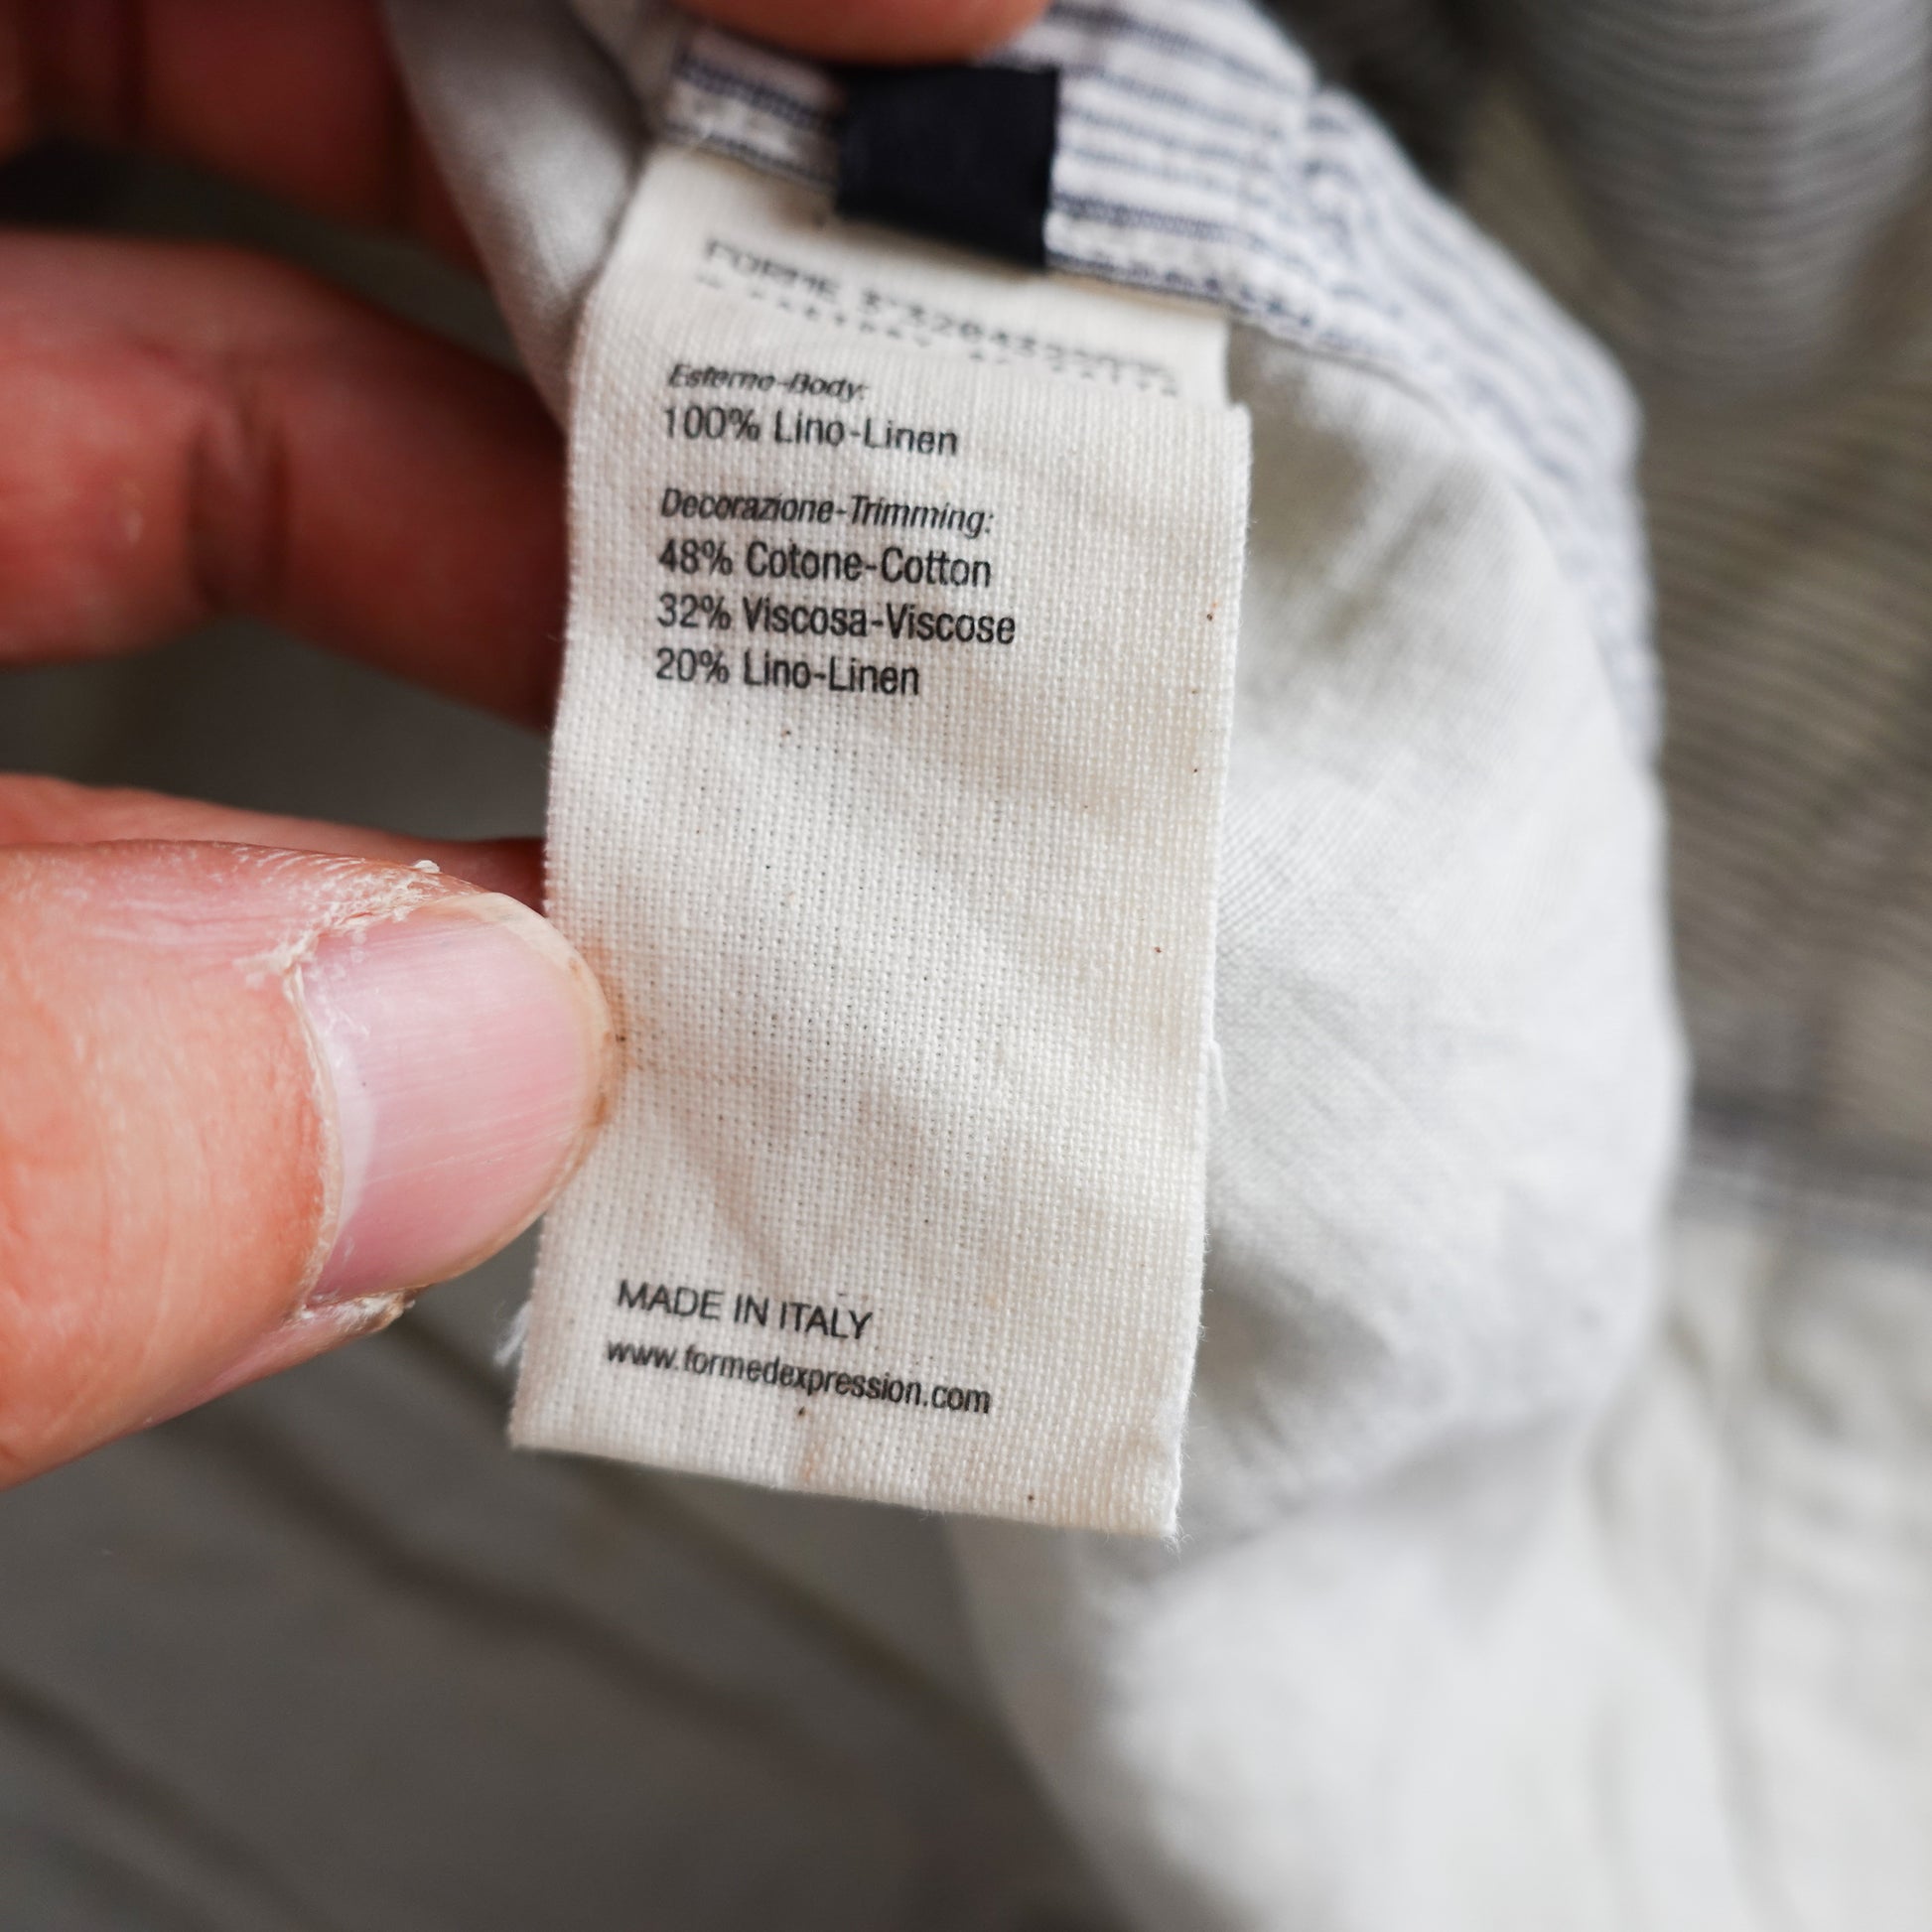 FORME
Esterno-Body:
100% Lino-Linen
Decorazione-Trimming:
48% Cotone-Cotton
32% Viscosa-Viscose
20% Lino-Linen
MADE IN ITALY
www.formedexpression.com